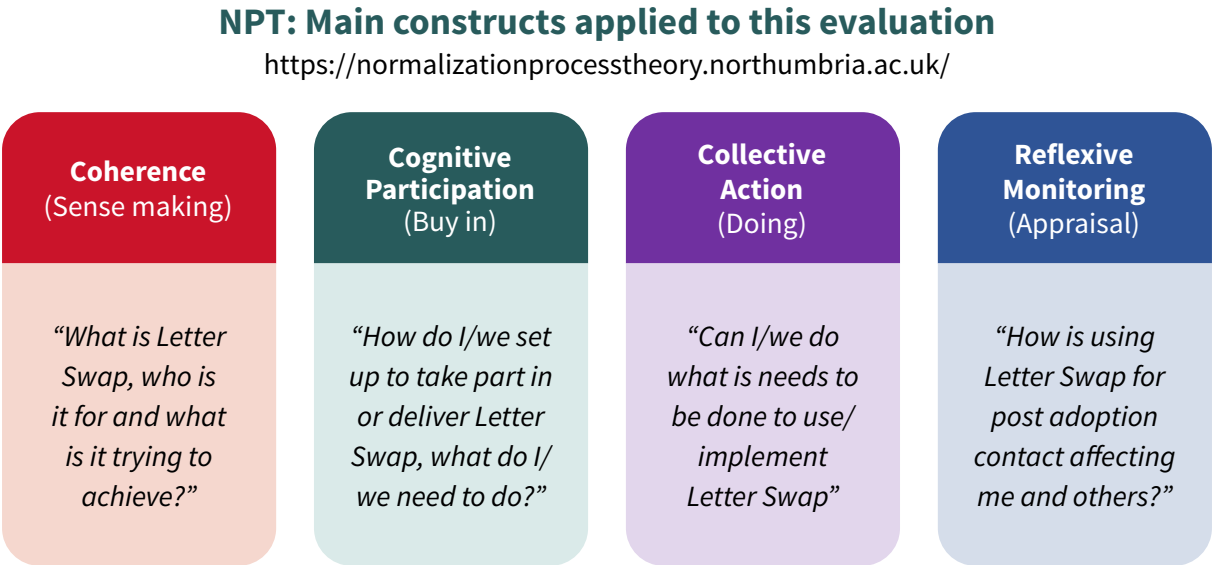 NPT: Main constructs applied to this evaluation
https://normalizationprocesstheory.northumbria.ac.uk/
Coherence
(Sense making)
“What is Letter
Swap, who is
it for and what
is it trying to
achieve?”
Cognitive
Participation
(Buy in)
“How do I/we set
up to take part in
or deliver Letter
Swap, what do I/
we need to do?”
Collective
Action
(Doing)
“Can I/we do
what is needs to
be done to use/
implement
Letter Swap”
Reflexive
Monitoring
(Appraisal)
“How is using
Letter Swap for
post adoption
contact affecting
me and others?”